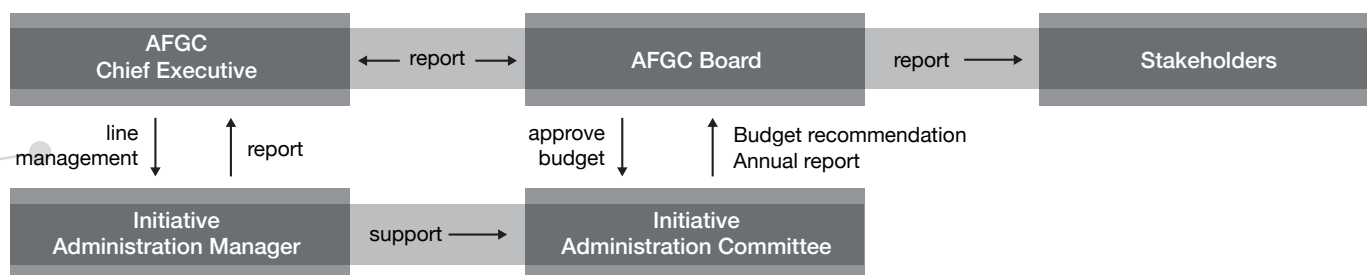 AFGC
Chief Executive
report
AFGC Board
report
Stakeholders
line
management
report
approve
budget
Budget recommendation
Annual report
Initiative
Administration Manager
support
Initiative
Administration Committee